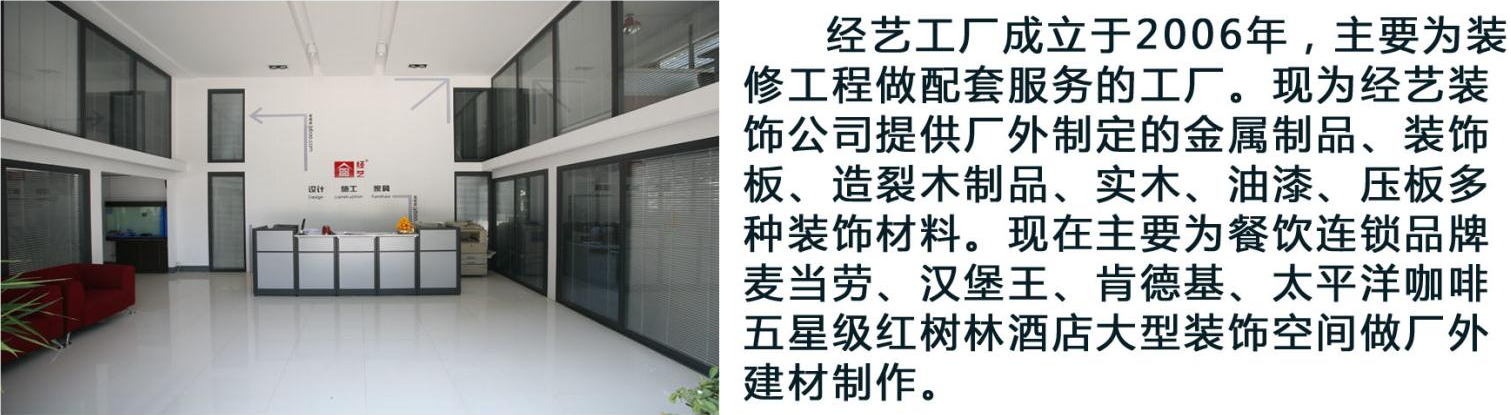 经艺
设计 施工 家具
Design construction furniture
经艺工厂成立于2006年，主要为装
修工程做配套服务的工厂。现为经艺装
饰公司提供厂外制定的金属制品、装饰
板、造裂木制品、实木、油漆、压板多
种装饰材料。现在主要为餐饮连锁品牌
麦当劳、汉堡王、肯德基、太平洋咖啡
五星级红树林酒店大型装饰空间做厂外
建材制作。